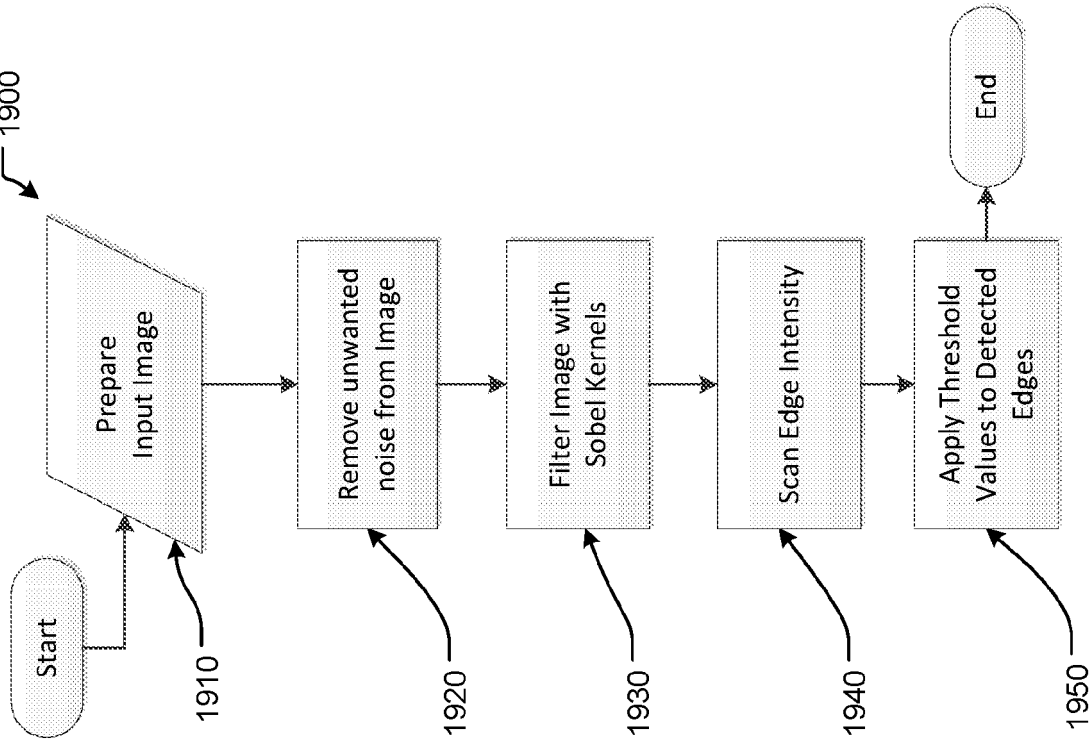 1900
Start
Prepare
Input Image
1910
Remove unwanted
noise from Image
1920
Filter Image with
Sobel Kernels
1930
Scan Edge Intensity
1940
Apply Threshold
Values to Detected
Edges
1950
End